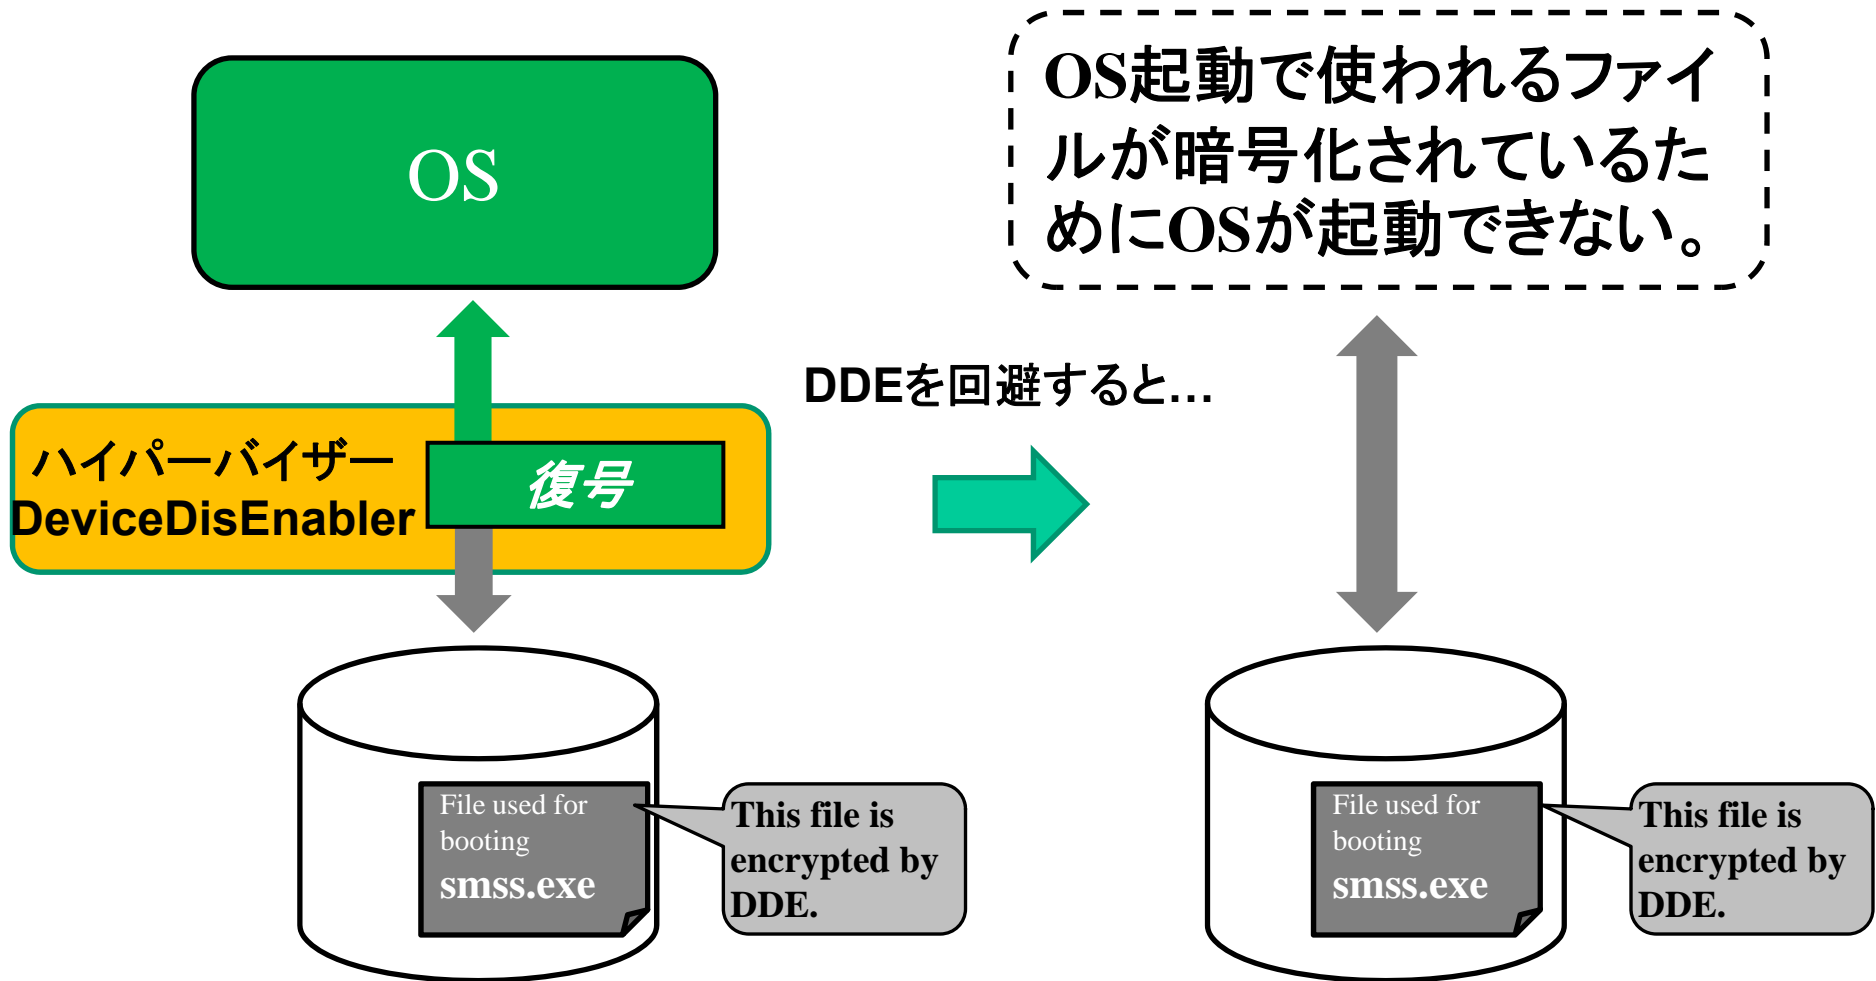 OS
ハイパーバイザー
DeviceDisEnabler
復号
File used for
booting
smss.exe
This file is
encrypted by
DDE.
DDEを回避すると…
OS起動で使われるファイ
ルが暗号化されているた
めにOSが起動できない。
File used for
booting
smss.exe
This file is
encrypted by
DDE.